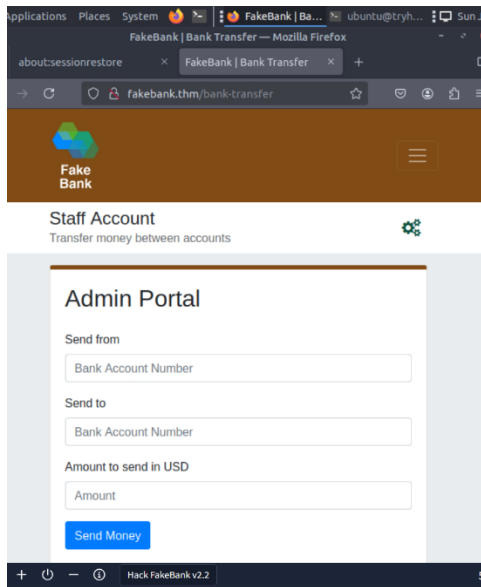 Applications Places System FakeBank | Ba... ubuntu@tryh... Sun
FakeBank | Bank Transfer — Mozilla Firefox
about:sessionrestore × FakeBank | Bank Transfer × +
fakebank.thm/bank-transfer
Fake
Bank
Staff Account
Transfer money between accounts
Admin Portal
Send from
Bank Account Number
Send to
Bank Account Number
Amount to send in USD
Amount
Send Money
Hack FakeBank v2.2